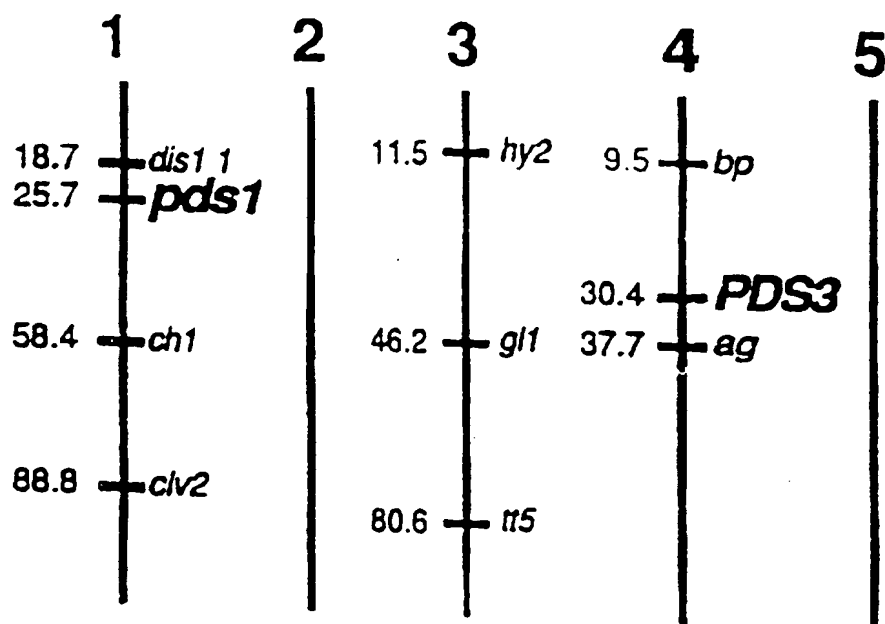 1 2 3 4 5
18.7 dis1 1
25.7 pds1
58.4 ch1
88.8 clv2
11.5 hy2
46.2 gl1
80.6 tt5
9.5 bp
30.4 PDS3
37.7 ag